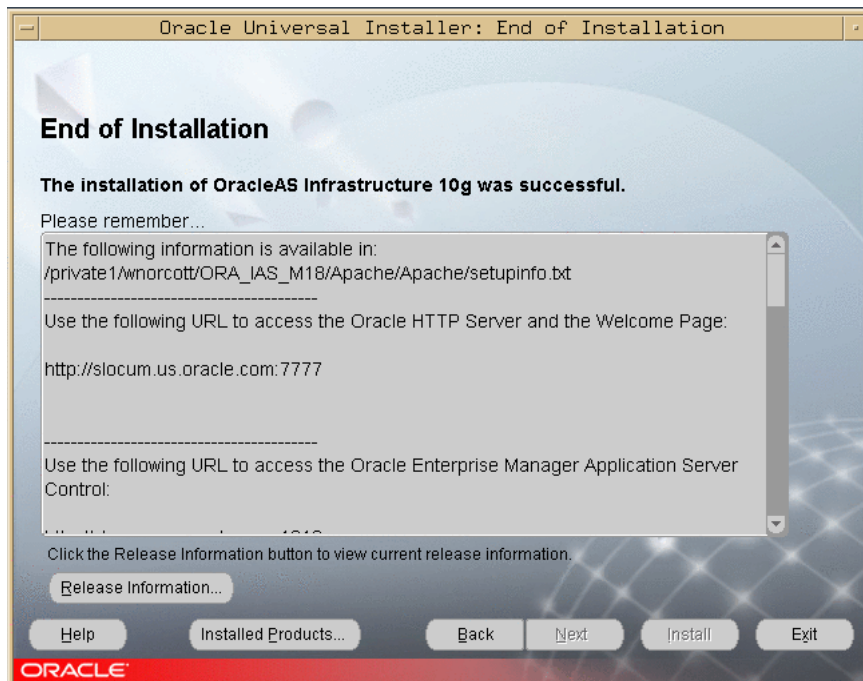 Oracle Universal Installer: End of Installation
End of Installation
The installation of OracleAS Infrastructure 10g was successful.
Please remember...
The following information is available in:
/private1/wnorcott/ORA_IAS_M18/Apache/Apache/setupinfo.txt
-----------------------------------------
Use the following URL to access the Oracle HTTP Server and the Welcome Page:
http://slocum.us.oracle.com:7777
-----------------------------------------
Use the following URL to access the Oracle Enterprise Manager Application Server
Control:
Click the Release Information button to view current release information.
Release Information...
Help
Installed Products...
Back
Next
Install
Exit
ORACLE